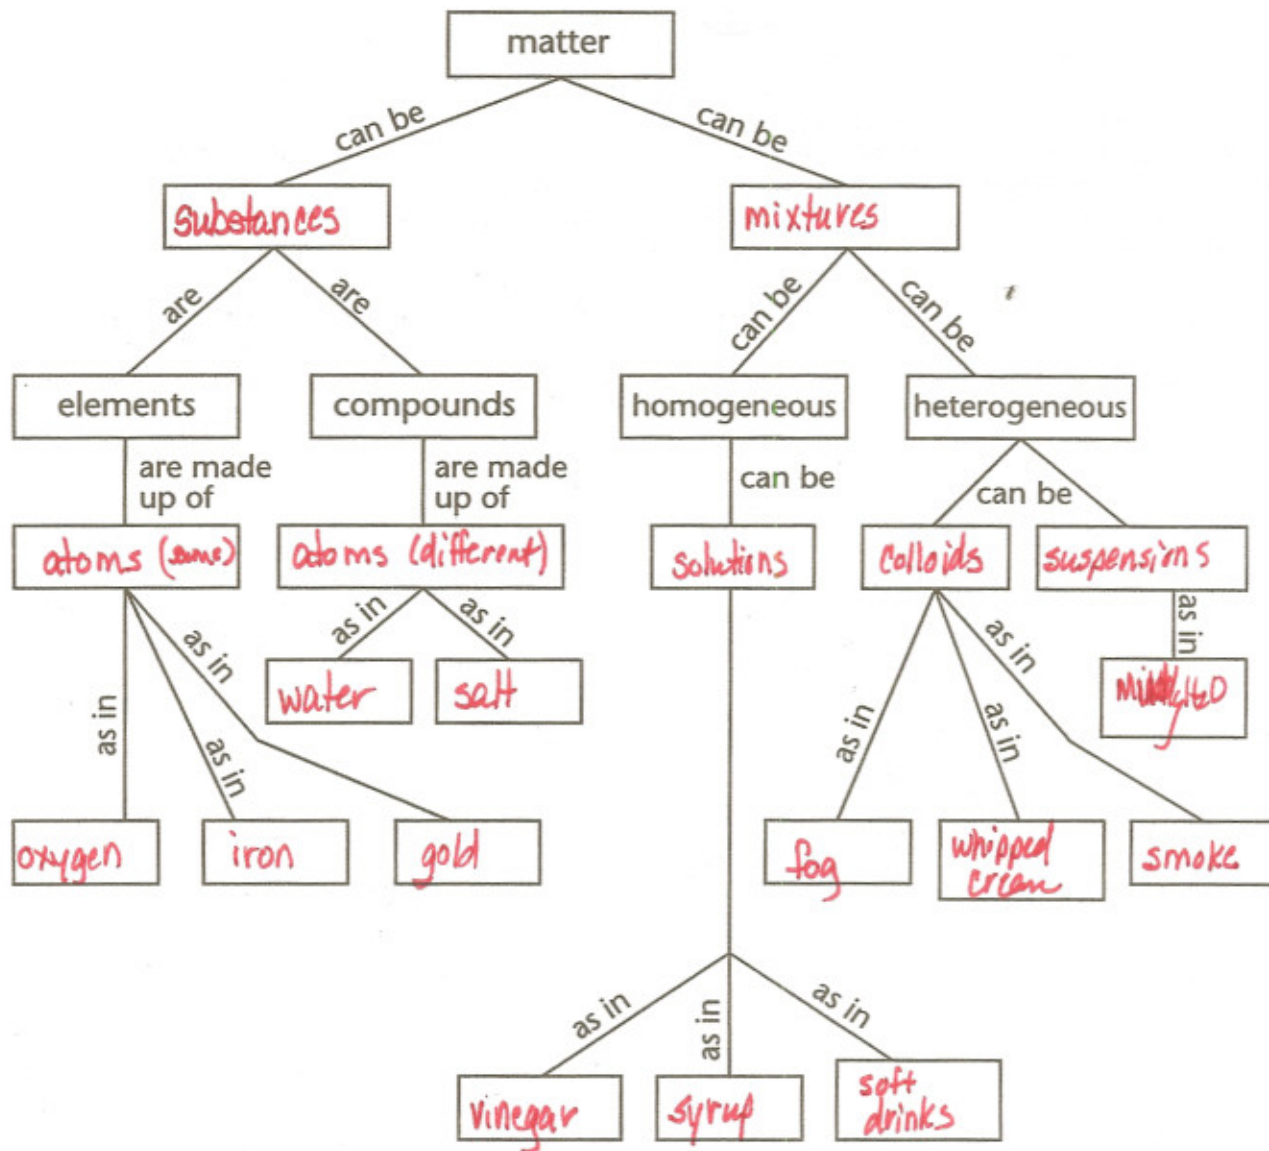 matter
can be
can be
substances
mixtures
are
are
can be
can be
elements
compounds
homogeneous
heterogeneous
are made
up of
are made
up of
can be
can be
atoms (same)
atoms (different)
solutions
colloids
suspensions
as in
as in
as in
as in
as in
water
salt
as in
as in
as in
as in
as in
oxygen
iron
gold
fog
whipped
cream
smoke
as in
as in
as in
vinegar
syrup
soft
drinks